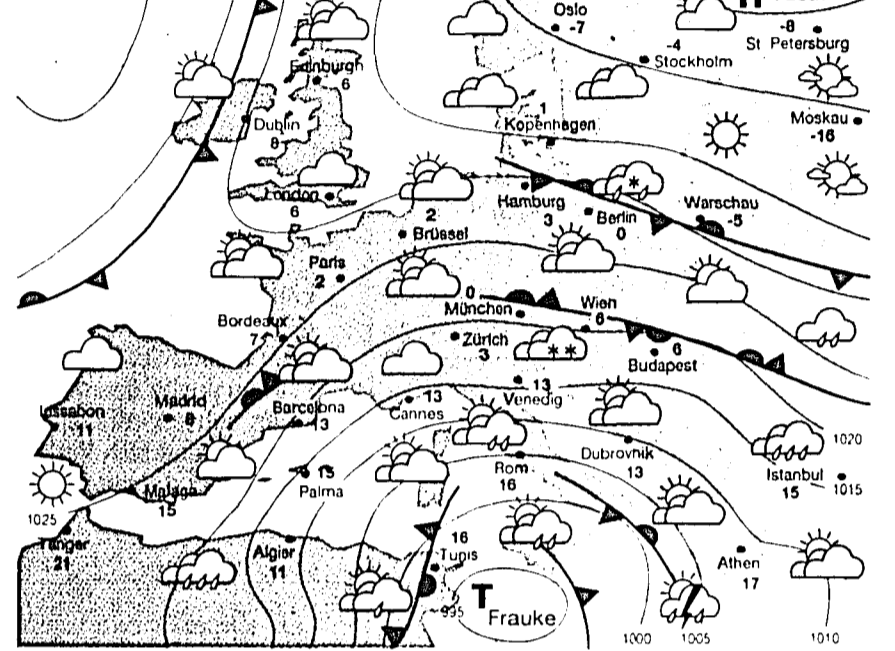 Oslo
-7
-8
St Petersburg
-4
Stockholm
Edinburgh
6
Moskau
-16
Dublin
8
1
Kopenhagen
London
6
Hamburg
3
Berlin
0
Warschau
-5
2
Brüssel
Paris
2
0
München
Wien
6
Bordeaux
7
Zürich
3
6
Budapest
Lissabon
11
Madrid
8
Barcelona
13
13
Cannes
13
Venedig
1020
Dubrovnik
13
Rom
16
Istanbul
15
1015
15
Palma
Malaga
15
1025
Tanger
21
Algier
11
16
Tunis
Athen
17
T
Frauke
995
1000
1005
1010